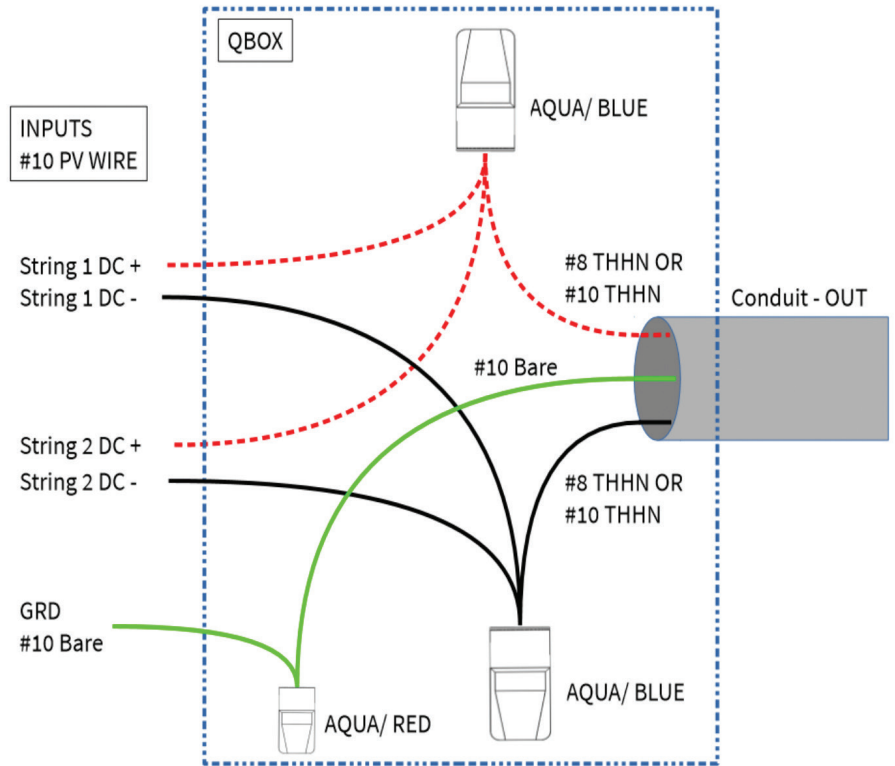 QBOX
AQUA/ BLUE
INPUTS
#10 PV WIRE
String 1 DC +
String 1 DC -
#8 THHN OR
#10 THHN
Conduit - OUT
#10 Bare
String 2 DC +
String 2 DC -
#8 THHN OR
#10 THHN
GRD
#10 Bare
AQUA/ BLUE
AQUA/ RED